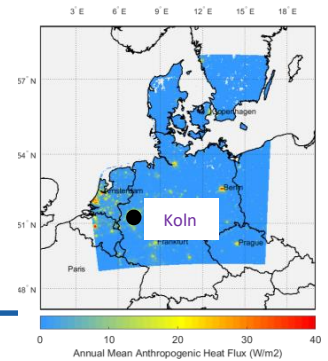 3° E 6° E 9° E 12° E 15° E 18° E
57° N
Copenhagen
54° N
Amsterdam
Berlin
Koln
51° N
Frankfurt
Prague
Paris
48° N
0 10 20 30 40
Annual Mean Anthropogenic Heat Flux (W/m2)